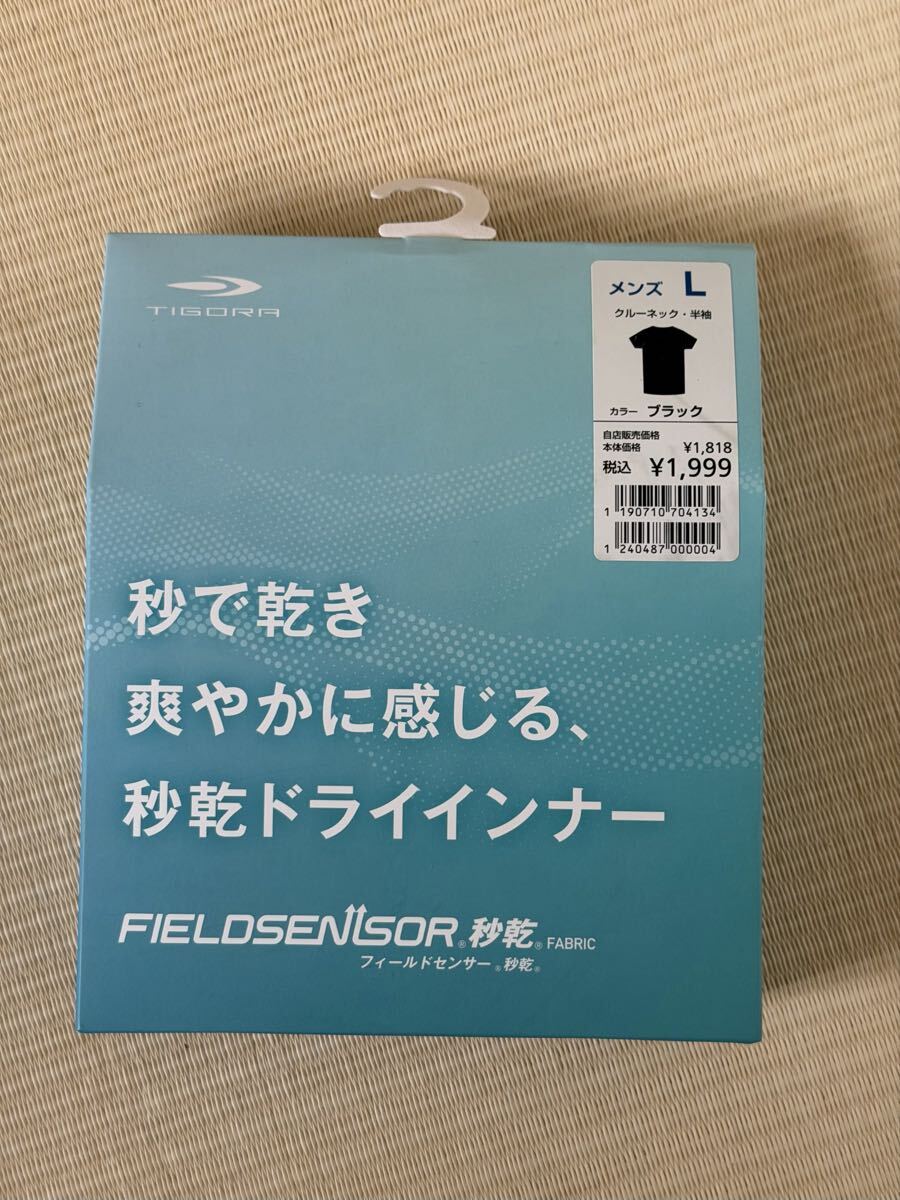 TIGORA
メンズ L
クルーネック・半袖
カラー ブラック
自店販売価格
本体価格 ¥1,818
税込 ¥1,999
1 190710 704134
1 240487 000004
秒で乾き
爽やかに感じる、
秒乾ドライインナー
FIELDSENSOR® 秒乾® FABRIC
フィールドセンサー® 秒乾®